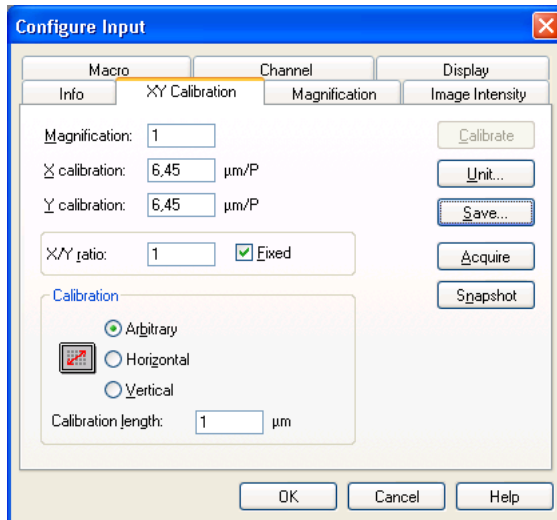 Configure Input
Macro Channel Display
Info XY Calibration Magnification Image Intensity
Magnification: 1 Calibrate
X calibration: 6,45 µm/P Unit...
Y calibration: 6,45 µm/P Save...
X/Y ratio: 1 Fixed Acquire
Calibration Snapshot
Arbitrary
Horizontal
Vertical
Calibration length: 1 µm
OK Cancel Help